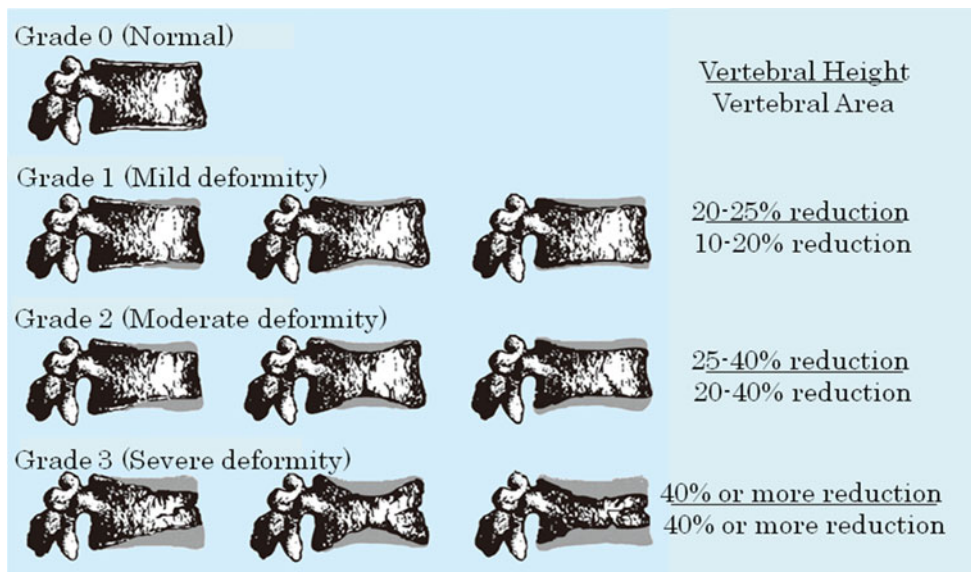 Grade 0 (Normal)
Vertebral Height
Vertebral Area
Grade 1 (Mild deformity)
20-25% reduction
10-20% reduction
Grade 2 (Moderate deformity)
25-40% reduction
20-40% reduction
Grade 3 (Severe deformity)
40% or more reduction
40% or more reduction